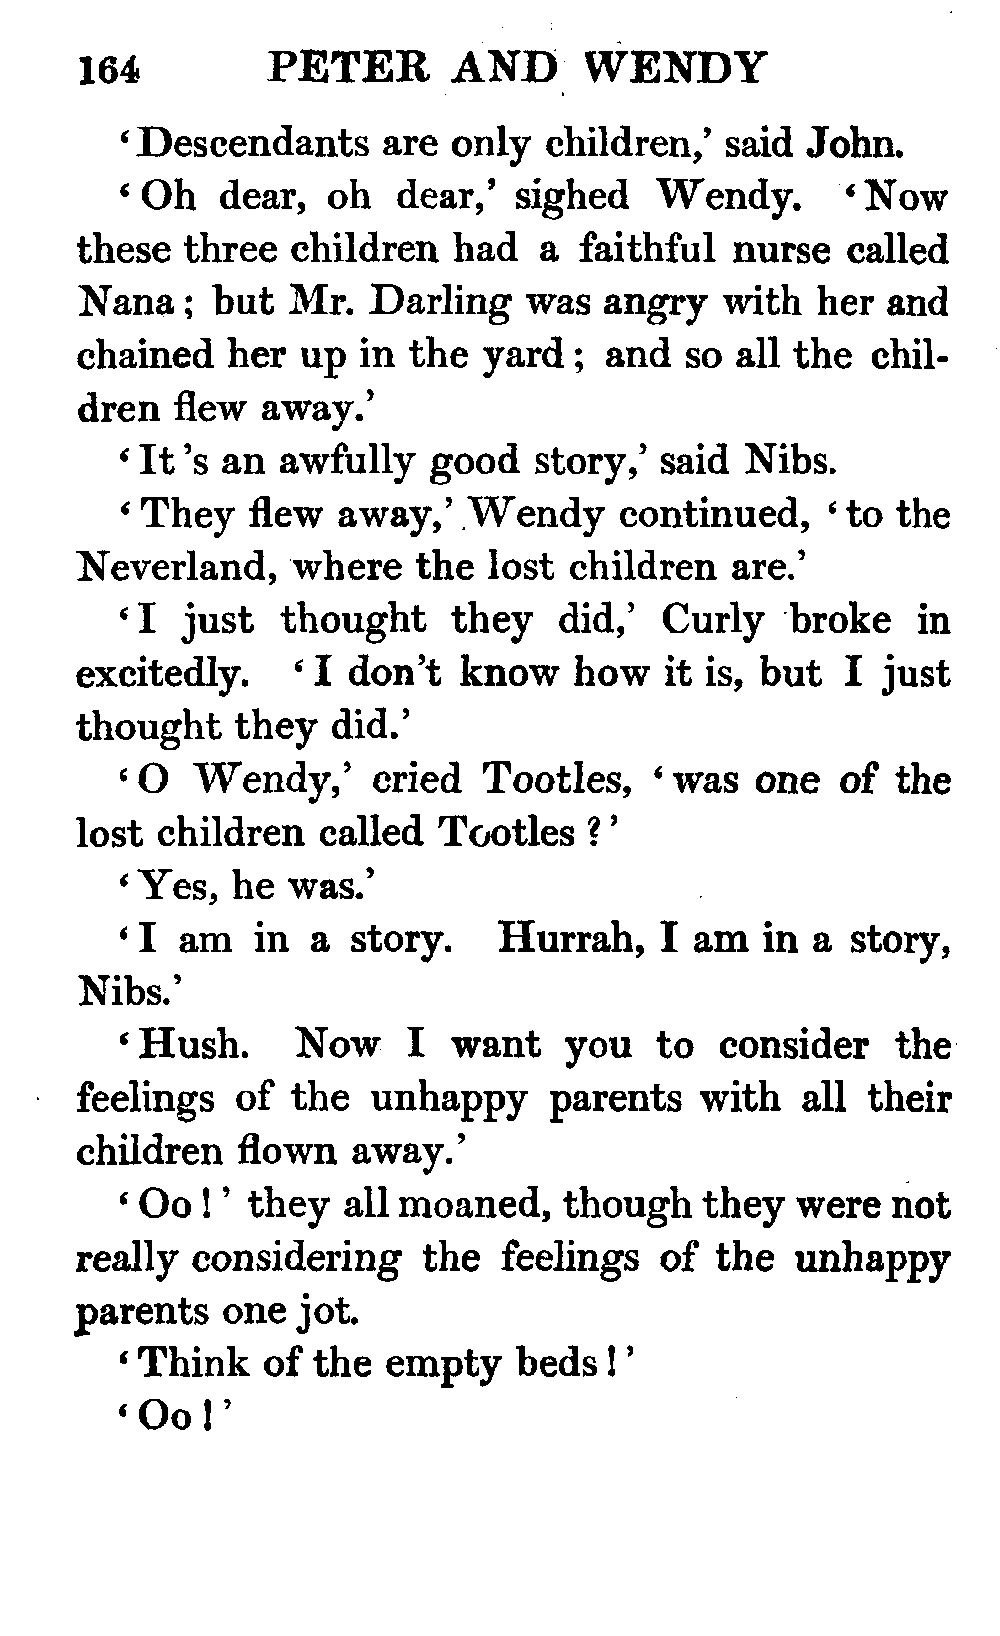 164 PETER AND WENDY
‘Descendants are only children,’ said John.
‘Oh dear, oh dear,’ sighed Wendy. ‘Now
these three children had a faithful nurse called
Nana; but Mr. Darling was angry with her and
chained her up in the yard; and so all the chil-
dren flew away.’
‘It ’s an awfully good story,’ said Nibs.
‘They flew away,’ Wendy continued, ‘to the
Neverland, where the lost children are.’
‘I just thought they did,’ Curly broke in
excitedly. ‘I don’t know how it is, but I just
thought they did.’
‘O Wendy,’ cried Tootles, ‘was one of the
lost children called Tootles?’
‘Yes, he was.’
‘I am in a story. Hurrah, I am in a story,
Nibs.’
‘Hush. Now I want you to consider the
feelings of the unhappy parents with all their
children flown away.’
‘Oo!’ they all moaned, though they were not
really considering the feelings of the unhappy
parents one jot.
‘Think of the empty beds!’
‘Oo!’